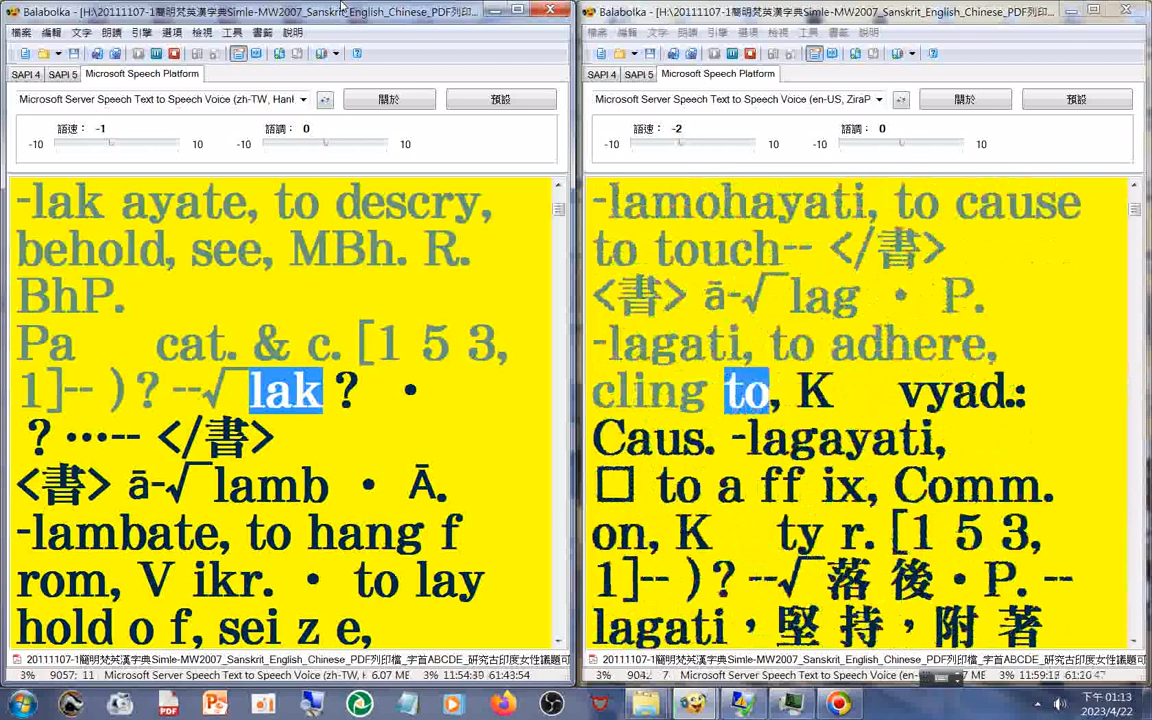 Balabolka - [H:\20111107-1簡明梵英漢字典Simle-MW2007_Sanskrit_English_Chinese_PDF列印...
檔案 編輯 文字 朗讀 引擎 選項 檢視 工具 書籤 說明
SAPI 4 SAPI 5 Microsoft Speech Platform
Microsoft Server Speech Text to Speech Voice (zh-TW, Hanl
關於 預設
語速： -1 語調： 0
-10 10 -10 10
-lak ayate, to descry,
behold, see, MBh. R.
BhP.
Pa cat. & c. [1 5 3,
1]-- ) ? --√lak ? •
? …-- </書>
<書> ā-√lamb • Ā.
-lambate, to hang f
rom, V ikr. • to lay
hold o f, sei z e,
20111107-1簡明梵英漢字典Simle-MW2007_Sanskrit_English_Chinese_PDF列印檔_字首ABCDE_研究古印度女性議題可
3% 9057; 11 Microsoft Server Speech Text to Speech Voice (zh-TW, H 6.07 MB 3% 11:54:39 61:43:54
Balabolka - [H:\20111107-1簡明梵英漢字典Simle-MW2007_Sanskrit_English_Chinese_PDF列印...
檔案 編輯 文字 朗讀 引擎 選項 檢視 工具 書籤 說明
SAPI 4 SAPI 5 Microsoft Speech Platform
Microsoft Server Speech Text to Speech Voice (en-US, ZiraP
關於 預設
語速： -2 語調： 0
-10 10 -10 10
-lamohayati, to cause
to touch-- </書>
<書> ā-√lag • P.
-lagati, to adhere,
cling to, K vyad.:
Caus. -lagayati,
□ to a ff ix, Comm.
on, K ty r. [1 5 3,
1]-- ) ? --√落 後 • P. --
lagati，堅 持，附 著
20111107-1簡明梵英漢字典Simle-MW2007_Sanskrit_English_Chinese_PDF列印檔_字首ABCDE_研究古印度女性議題可
3% 7 Microsoft Server Speech Text to Speech Voice 3% 11:59:13
下午 01:13
2023/4/22